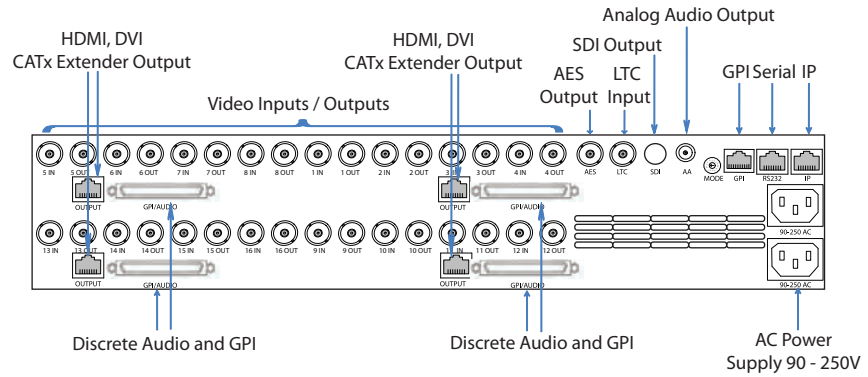 Analog Audio Output
HDMI, DVI
CATx Extender Output
HDMI, DVI
CATx Extender Output
SDI Output
AES
Output
LTC
Input
GPI Serial IP
Video Inputs / Outputs
5 IN 5 OUT 6 IN 6 OUT 7 IN 7 OUT 8 IN 8 OUT 1 IN 1 OUT 2 IN 2 OUT 3 IN 3 OUT 4 IN 4 OUT AES LTC SDI AA MODE GPI RS232 IP
OUTPUT GPI/AUDIO OUTPUT GPI/AUDIO
90-250 AC
13 IN 13 OUT 14 IN 14 OUT 15 IN 15 OUT 16 IN 16 OUT 9 IN 9 OUT 10 IN 10 OUT 11 IN 11 OUT 12 IN 12 OUT
OUTPUT GPI/AUDIO OUTPUT GPI/AUDIO
90-250 AC
Discrete Audio and GPI
Discrete Audio and GPI
AC Power
Supply 90 - 250V